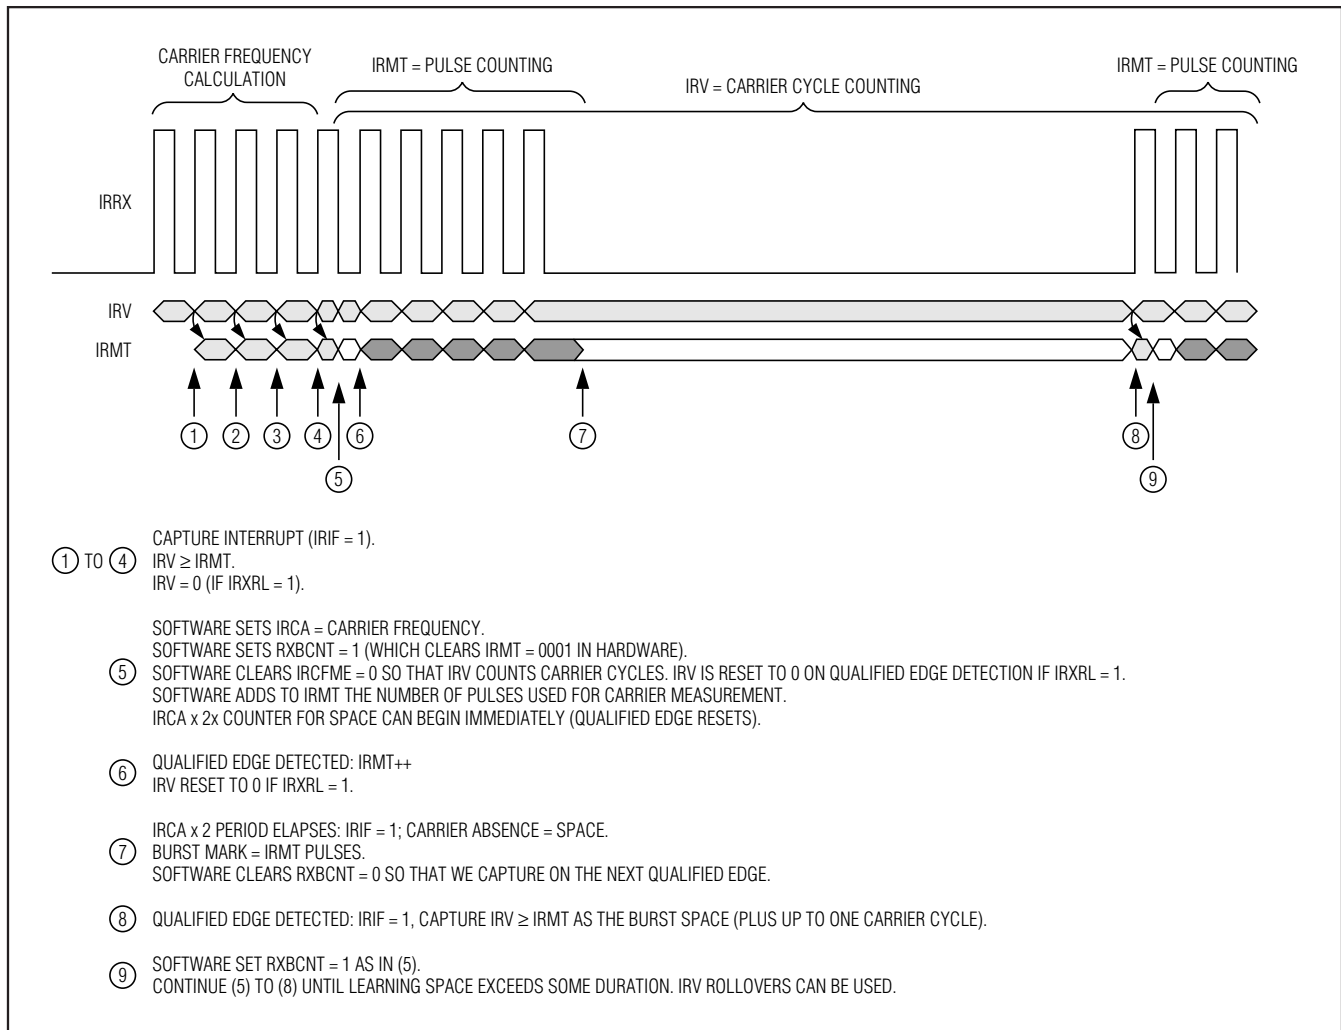 CARRIER FREQUENCY
CALCULATION
IRMT = PULSE COUNTING
IRV = CARRIER CYCLE COUNTING
IRMT = PULSE COUNTING
IRRX
IRV
IRMT
1
2
3
4
6
7
8
5
9
1 TO 4
CAPTURE INTERRUPT (IRIF = 1).
IRV ≥ IRMT.
IRV = 0 (IF IRXRL = 1).
5
SOFTWARE SETS IRCA = CARRIER FREQUENCY.
SOFTWARE SETS RXBCNT = 1 (WHICH CLEARS IRMT = 0001 IN HARDWARE).
SOFTWARE CLEARS IRCFME = 0 SO THAT IRV COUNTS CARRIER CYCLES. IRV IS RESET TO 0 ON QUALIFIED EDGE DETECTION IF IRXRL = 1.
SOFTWARE ADDS TO IRMT THE NUMBER OF PULSES USED FOR CARRIER MEASUREMENT.
IRCA x 2x COUNTER FOR SPACE CAN BEGIN IMMEDIATELY (QUALIFIED EDGE RESETS).
6
QUALIFIED EDGE DETECTED: IRMT++
IRV RESET TO 0 IF IRXRL = 1.
7
IRCA x 2 PERIOD ELAPSES: IRIF = 1; CARRIER ABSENCE = SPACE.
BURST MARK = IRMT PULSES.
SOFTWARE CLEARS RXBCNT = 0 SO THAT WE CAPTURE ON THE NEXT QUALIFIED EDGE.
8
QUALIFIED EDGE DETECTED: IRIF = 1, CAPTURE IRV ≥ IRMT AS THE BURST SPACE (PLUS UP TO ONE CARRIER CYCLE).
9
SOFTWARE SET RXBCNT = 1 AS IN (5).
CONTINUE (5) TO (8) UNTIL LEARNING SPACE EXCEEDS SOME DURATION. IRV ROLLOVERS CAN BE USED.